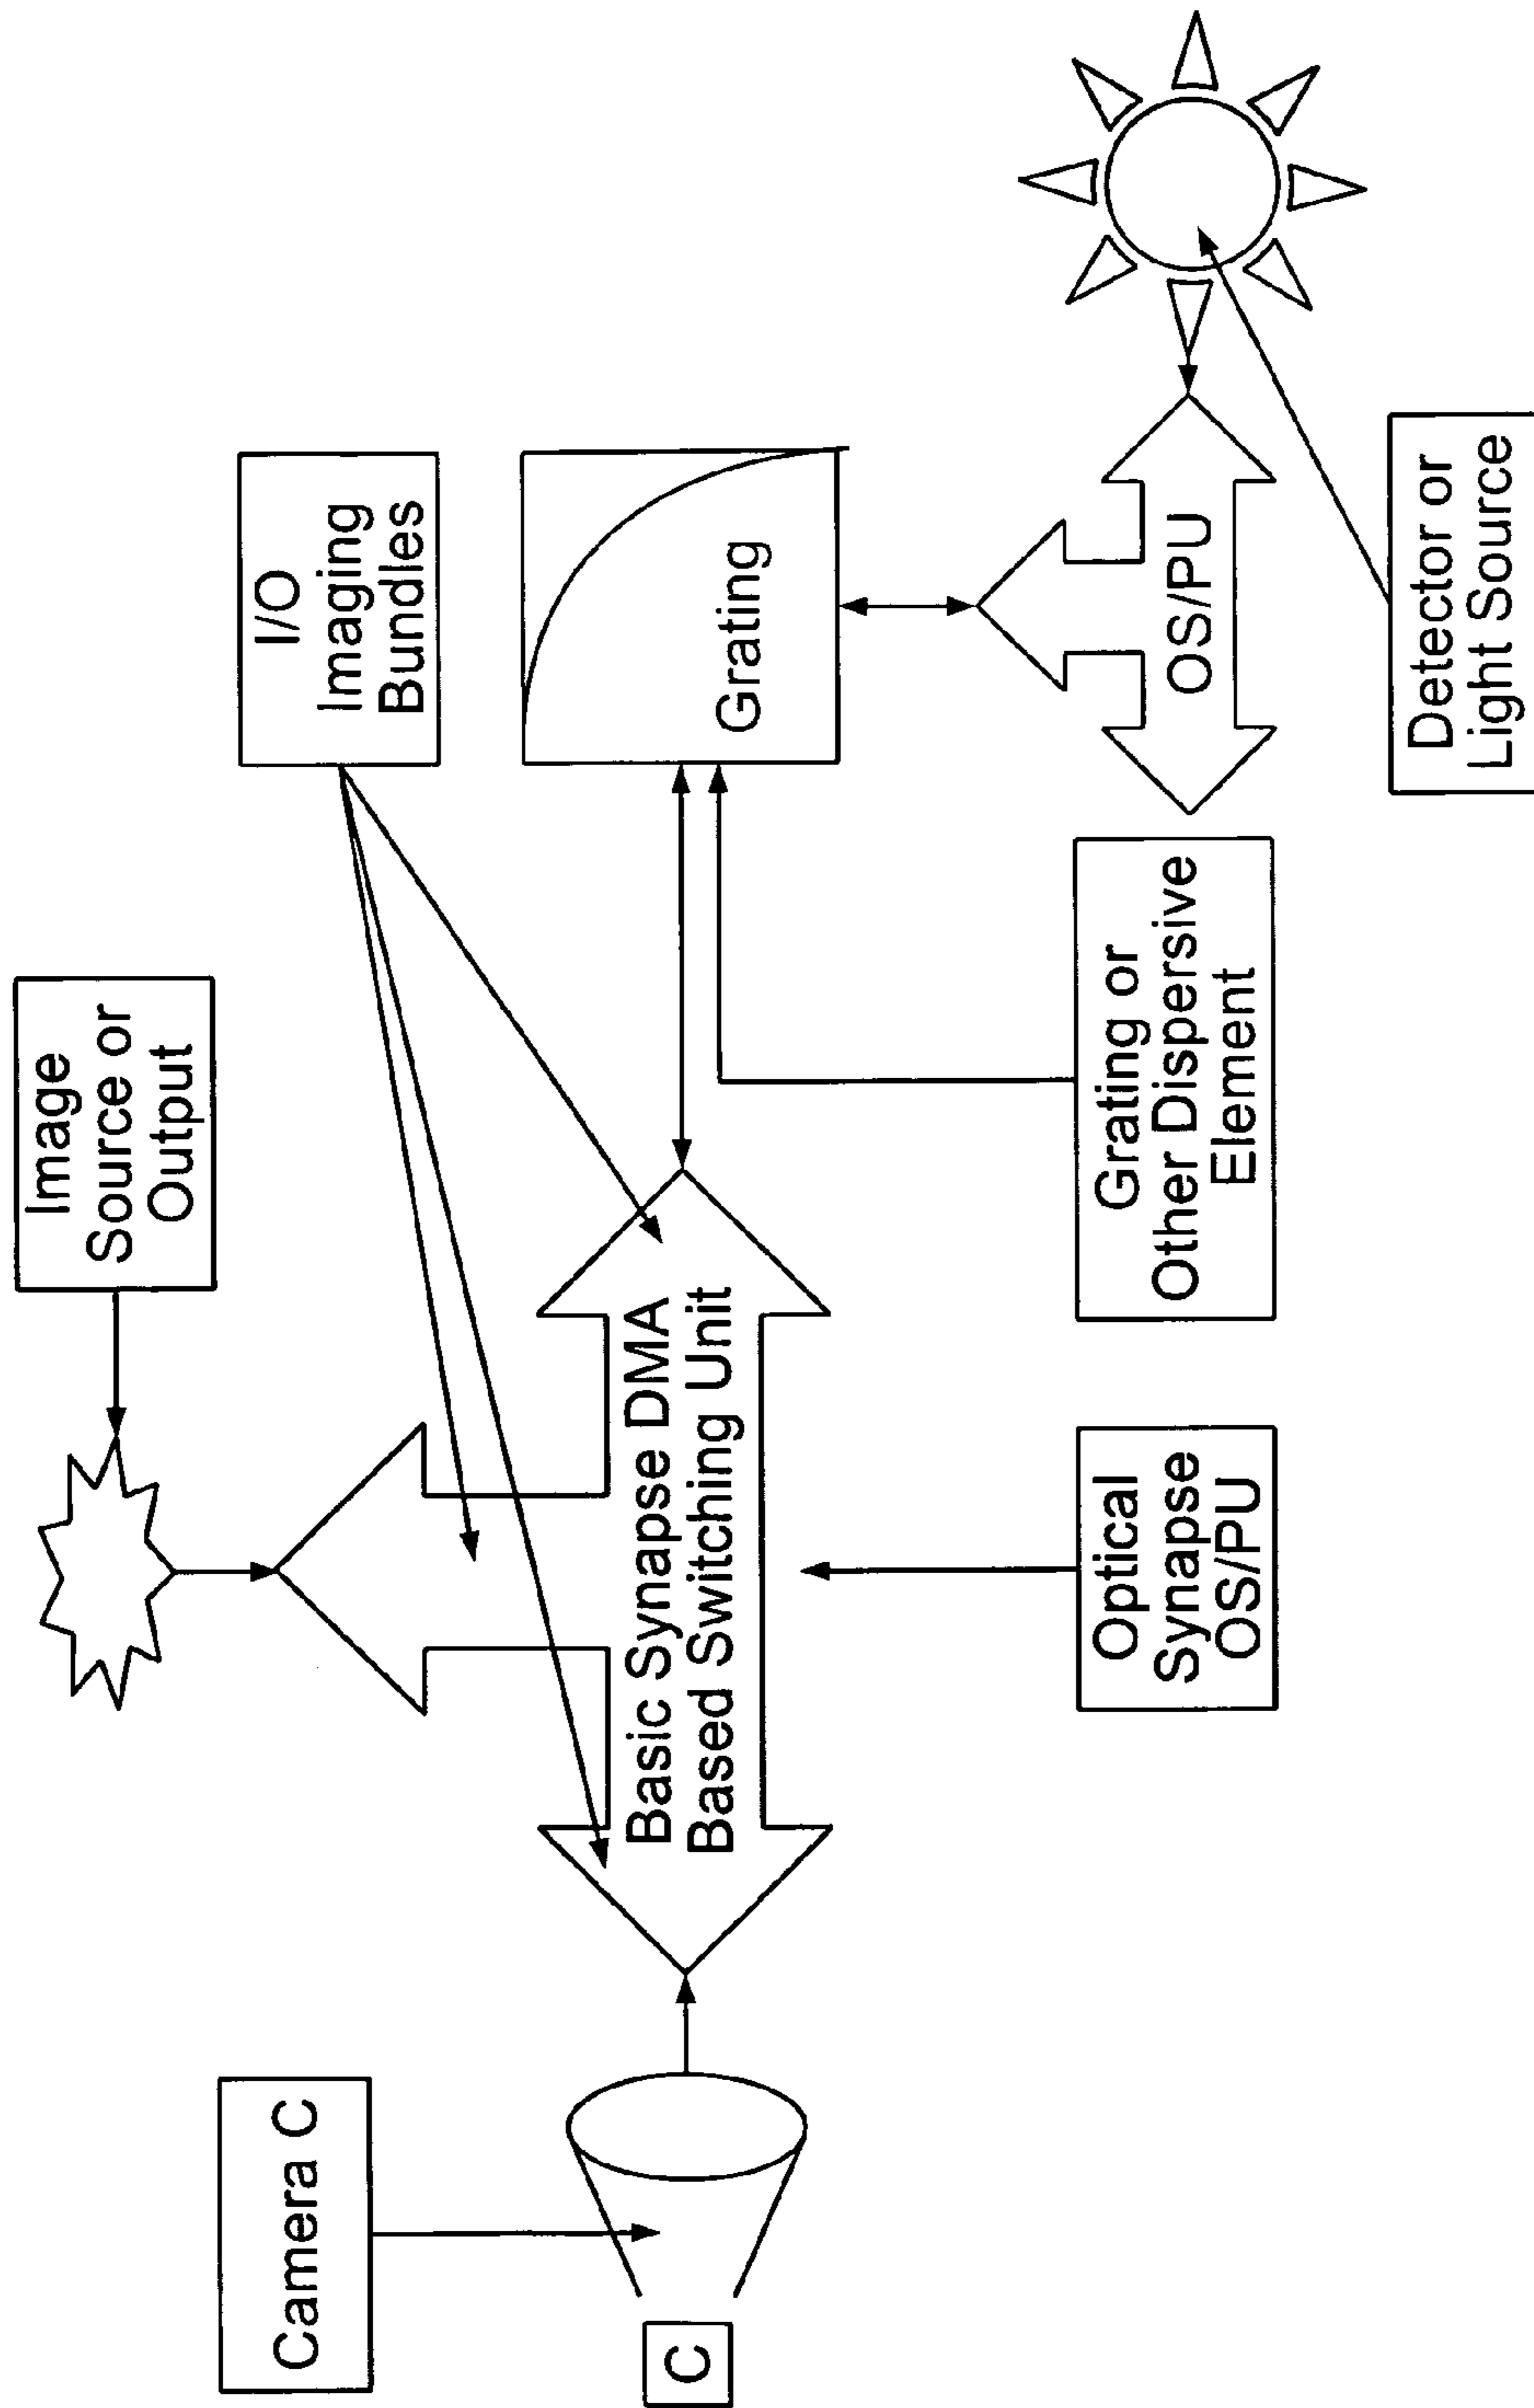 Image
Source or
Output
I/O
Imaging
Bundles
Camera C
C
Basic Synapse DMA
Based Switching Unit
Grating
OS/PU
Optical
Synapse
OS/PU
Grating or
Other Dispersive
Element
Detector or
Light Source